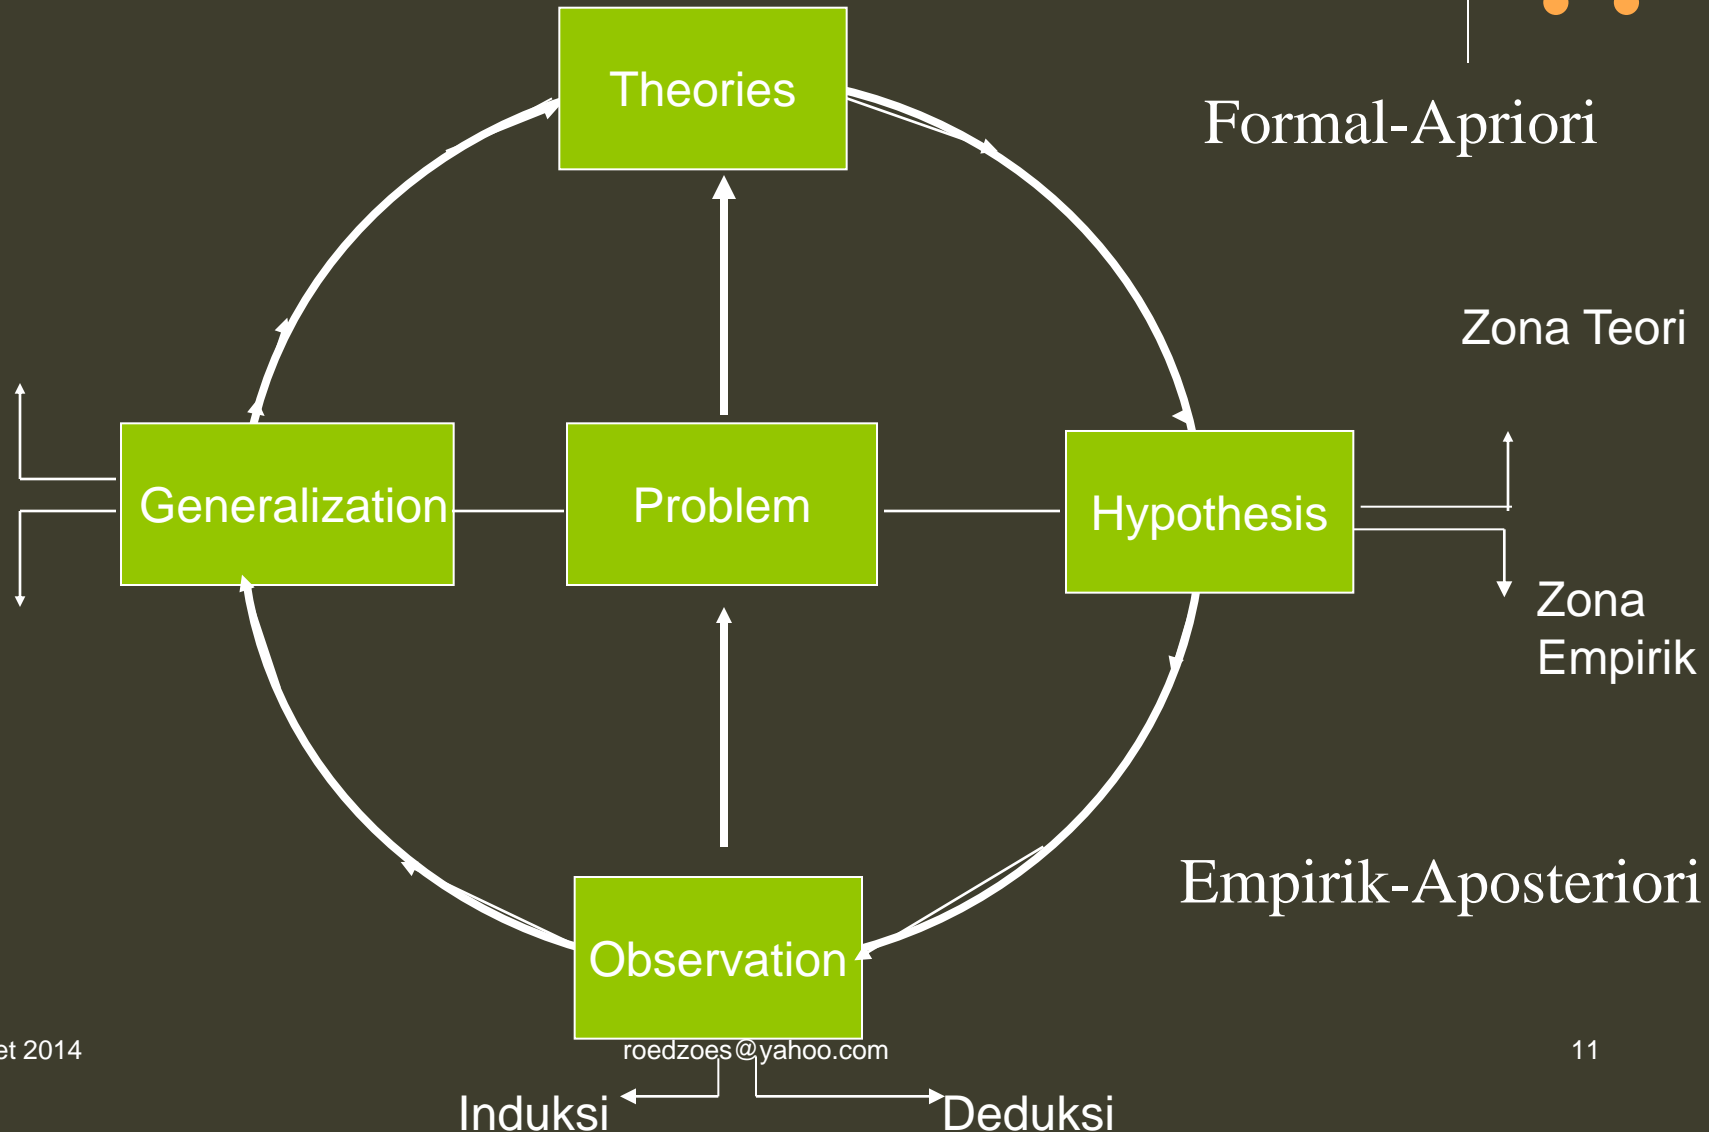 Theories
Formal-Apriori
Zona Teori
Generalization
Problem
Hypothesis
Zona
Empirik
Empirik-Aposteriori
Observation
et 2014
roedzoes@yahoo.com
11
Induksi
Deduksi